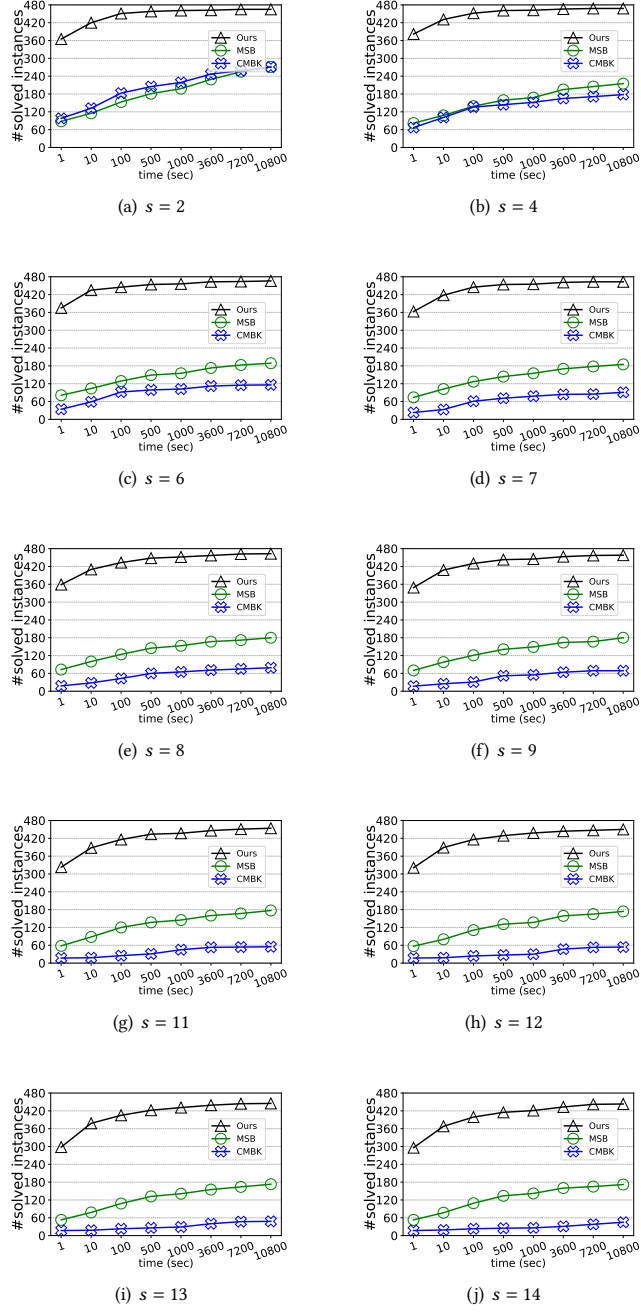 480
420
360
300
240
180
120
60
0
#solved instances
Ours
MSB
CMBK
1 10 100 500 1000 3600 7200 10800
time (sec)
(a) s = 2
480
420
360
300
240
180
120
60
0
#solved instances
Ours
MSB
CMBK
1 10 100 500 1000 3600 7200 10800
time (sec)
(b) s = 4
480
420
360
300
240
180
120
60
0
#solved instances
Ours
MSB
CMBK
1 10 100 500 1000 3600 7200 10800
time (sec)
(c) s = 6
480
420
360
300
240
180
120
60
0
#solved instances
Ours
MSB
CMBK
1 10 100 500 1000 3600 7200 10800
time (sec)
(d) s = 7
480
420
360
300
240
180
120
60
0
#solved instances
Ours
MSB
CMBK
1 10 100 500 1000 3600 7200 10800
time (sec)
(e) s = 8
480
420
360
300
240
180
120
60
0
#solved instances
Ours
MSB
CMBK
1 10 100 500 1000 3600 7200 10800
time (sec)
(f) s = 9
480
420
360
300
240
180
120
60
0
#solved instances
Ours
MSB
CMBK
1 10 100 500 1000 3600 7200 10800
time (sec)
(g) s = 11
480
420
360
300
240
180
120
60
0
#solved instances
Ours
MSB
CMBK
1 10 100 500 1000 3600 7200 10800
time (sec)
(h) s = 12
480
420
360
300
240
180
120
60
0
#solved instances
Ours
MSB
CMBK
1 10 100 500 1000 3600 7200 10800
time (sec)
(i) s = 13
480
420
360
300
240
180
120
60
0
#solved instances
Ours
MSB
CMBK
1 10 100 500 1000 3600 7200 10800
time (sec)
(j) s = 14